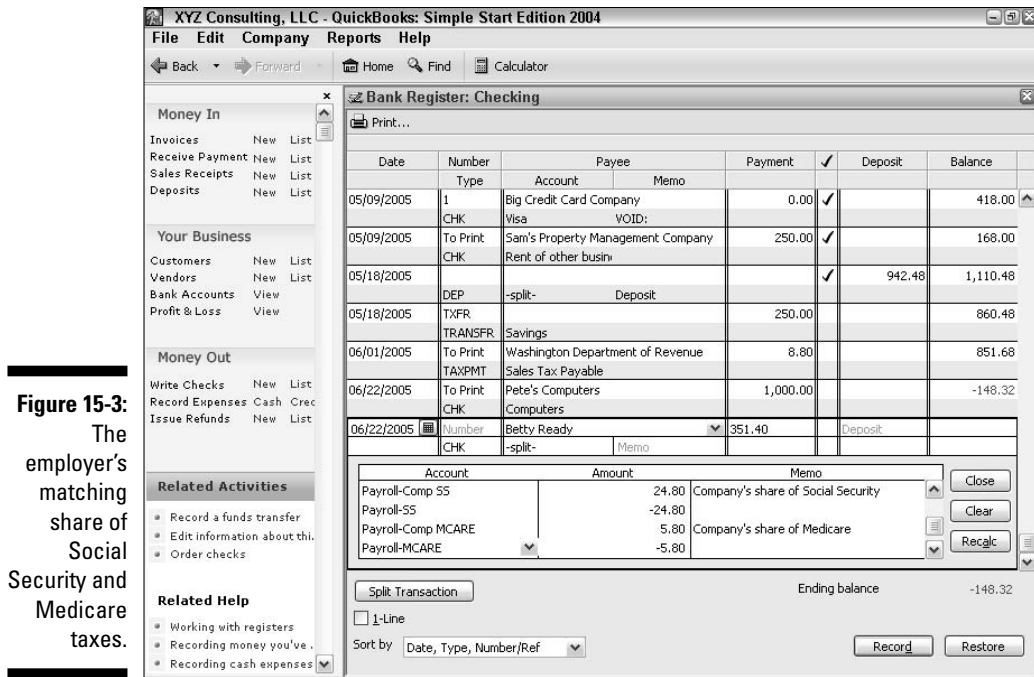 XYZ Consulting, LLC - QuickBooks: Simple Start Edition 2004
File Edit Company Reports Help
Back Forward Home Find Calculator
Money In
Invoices New List
Receive Payment New List
Sales Receipts New List
Deposits New List
Your Business
Customers New List
Vendors New List
Bank Accounts View
Profit & Loss View
Money Out
Write Checks New List
Record Expenses Cash Crec
Issue Refunds New List
Related Activities
Record a funds transfer
Edit information about thi.
Order checks
Related Help
Working with registers
Recording money you've .
Recording cash expenses
Bank Register: Checking
Print...
Date Number Payee Payment ✓ Deposit Balance
Type Account Memo
05/09/2005 1 Big Credit Card Company 0.00 ✓ 418.00
CHK Visa VOID:
05/09/2005 To Print Sam's Property Management Company 250.00 ✓ 168.00
CHK Rent of other busin
05/18/2005 ✓ 942.48 1,110.48
DEP -split- Deposit
05/18/2005 TXFR 250.00 860.48
TRANSFR Savings
06/01/2005 To Print Washington Department of Revenue 8.80 851.68
TAXPMT Sales Tax Payable
06/22/2005 To Print Pete's Computers 1,000.00 -148.32
CHK Computers
06/22/2005 Number Betty Ready 351.40 Deposit
CHK -split- Memo
Account Amount Memo
Payroll-Comp SS 24.80 Company's share of Social Security
Payroll-SS -24.80
Payroll-Comp MCARE 5.80 Company's share of Medicare
Payroll-MCARE -5.80
Close
Clear
Recalc
Split Transaction
Ending balance -148.32
1-Line
Sort by Date, Type, Number/Ref
Record Restore
Figure 15-3:
The
employer's
matching
share of
Social
Security and
Medicare
taxes.